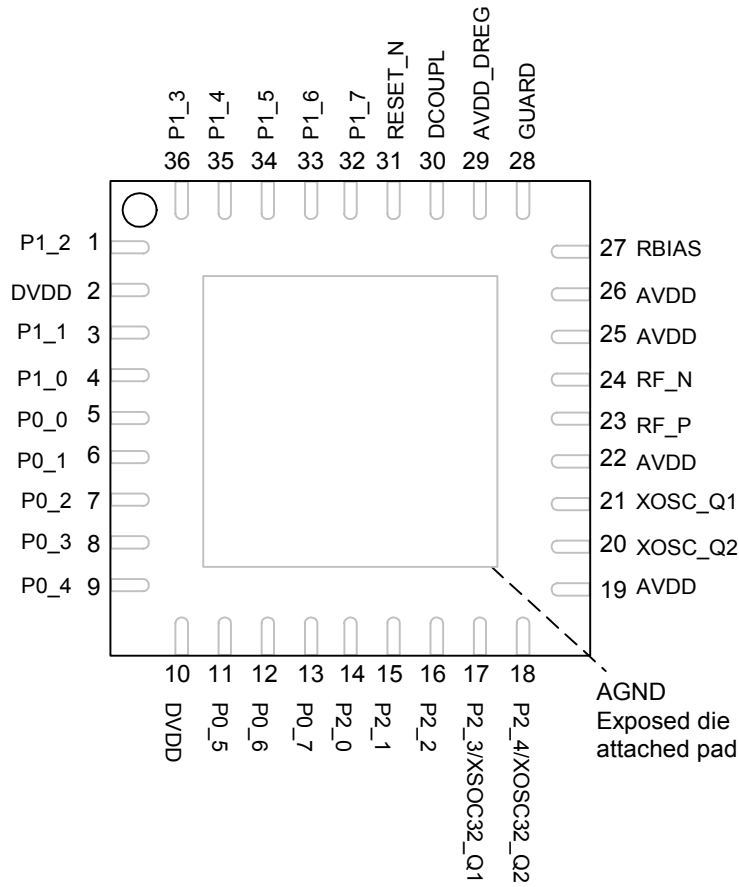 P1_3
P1_4
P1_5
P1_6
P1_7
RESET_N
DCOUPL
AVDD_DREG
GUARD
36 35 34 33 32 31 30 29 28
P1_2 1
DVDD 2
P1_1 3
P1_0 4
P0_0 5
P0_1 6
P0_2 7
P0_3 8
P0_4 9
27 RBIAS
26 AVDD
25 AVDD
24 RF_N
23 RF_P
22 AVDD
21 XOSC_Q1
20 XOSC_Q2
19 AVDD
10 11 12 13 14 15 16 17 18
DVDD
P0_5
P0_6
P0_7
P2_0
P2_1
P2_2
P2_3/XSOC32_Q1
P2_4/XOSC32_Q2
AGND
Exposed die
attached pad